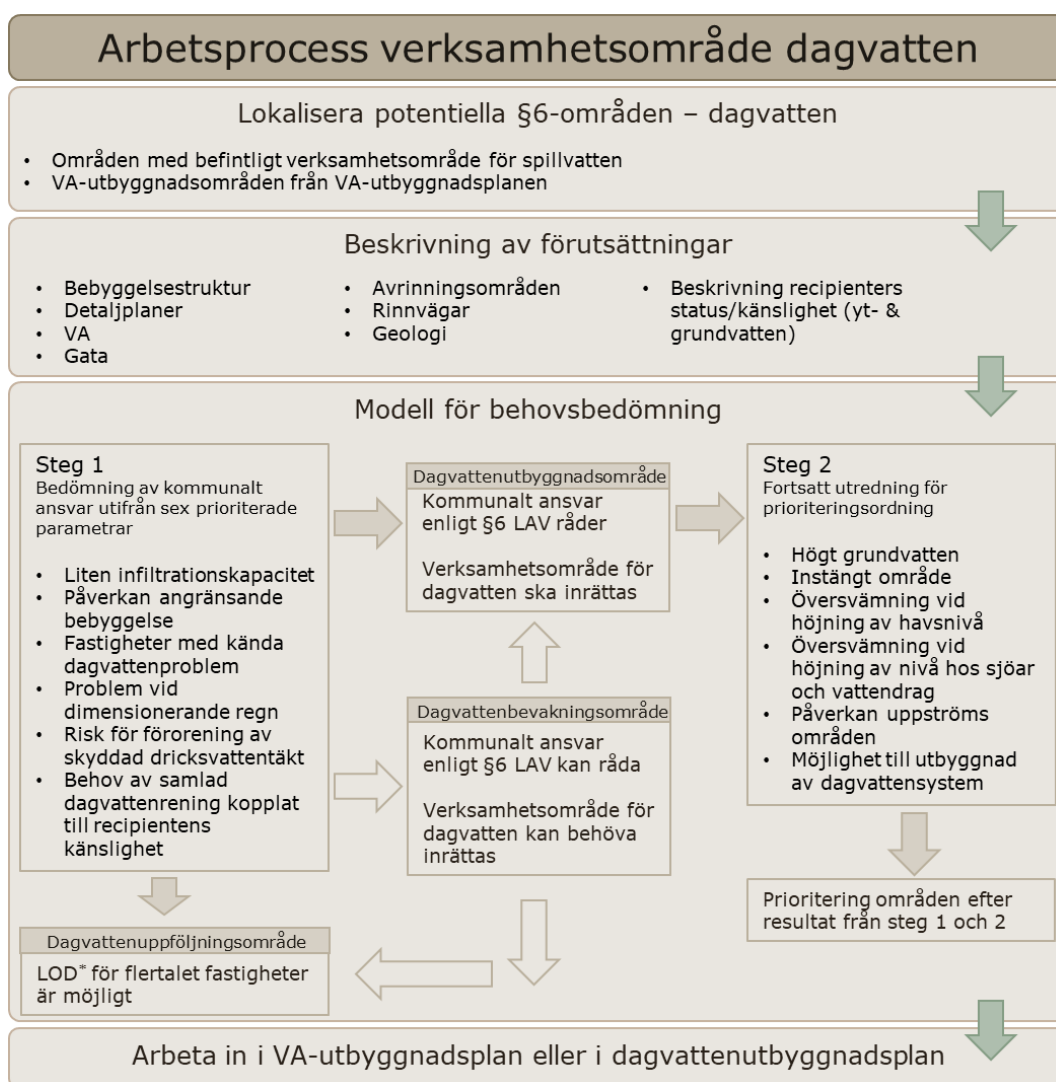 Arbetsprocess verksamhetsområde dagvatten
Lokalisera potentiella §6-områden – dagvatten
• Områden med befintligt verksamhetsområde för spillvatten
• VA-utbyggnadsområden från VA-utbyggnadsplanen
Beskrivning av förutsättningar
• Bebyggelsestruktur
• Detaljplaner
• VA
• Gata
• Avrinningsområden
• Rinnvägar
• Geologi
• Beskrivning recipienters
status/känslighet (yt- &
grundvatten)
Modell för behovsbedömning
Steg 1
Bedömning av kommunalt
ansvar utifrån sex prioriterade
parametrar
• Liten infiltrationskapacitet
• Påverkan angränsande
bebyggelse
• Fastigheter med kända
dagvattenproblem
• Problem vid
dimensionerande regn
• Risk för förorening av
skyddad dricksvattentäkt
• Behov av samlad
dagvattenrening kopplat
till recipientens
känslighet
Dagvattenutbyggnadsområde
Kommunalt ansvar
enligt §6 LAV råder
Verksamhetsområde för
dagvatten ska inrättas
Dagvattenbevakningsområde
Kommunalt ansvar
enligt §6 LAV kan råda
Verksamhetsområde för
dagvatten kan behöva
inrättas
Steg 2
Fortsatt utredning för
prioriteringsordning
• Högt grundvatten
• Instängt område
• Översvämning vid
höjning av havsnivå
• Översvämning vid
höjning av nivå hos sjöar
och vattendrag
• Påverkan uppströms
områden
• Möjlighet till utbyggnad
av dagvattensystem
Prioritering områden efter
resultat från steg 1 och 2
Dagvattenuppföljningsområde
LOD* för flertalet fastigheter
är möjligt
Arbeta in i VA-utbyggnadsplan eller i dagvattenutbyggnadsplan